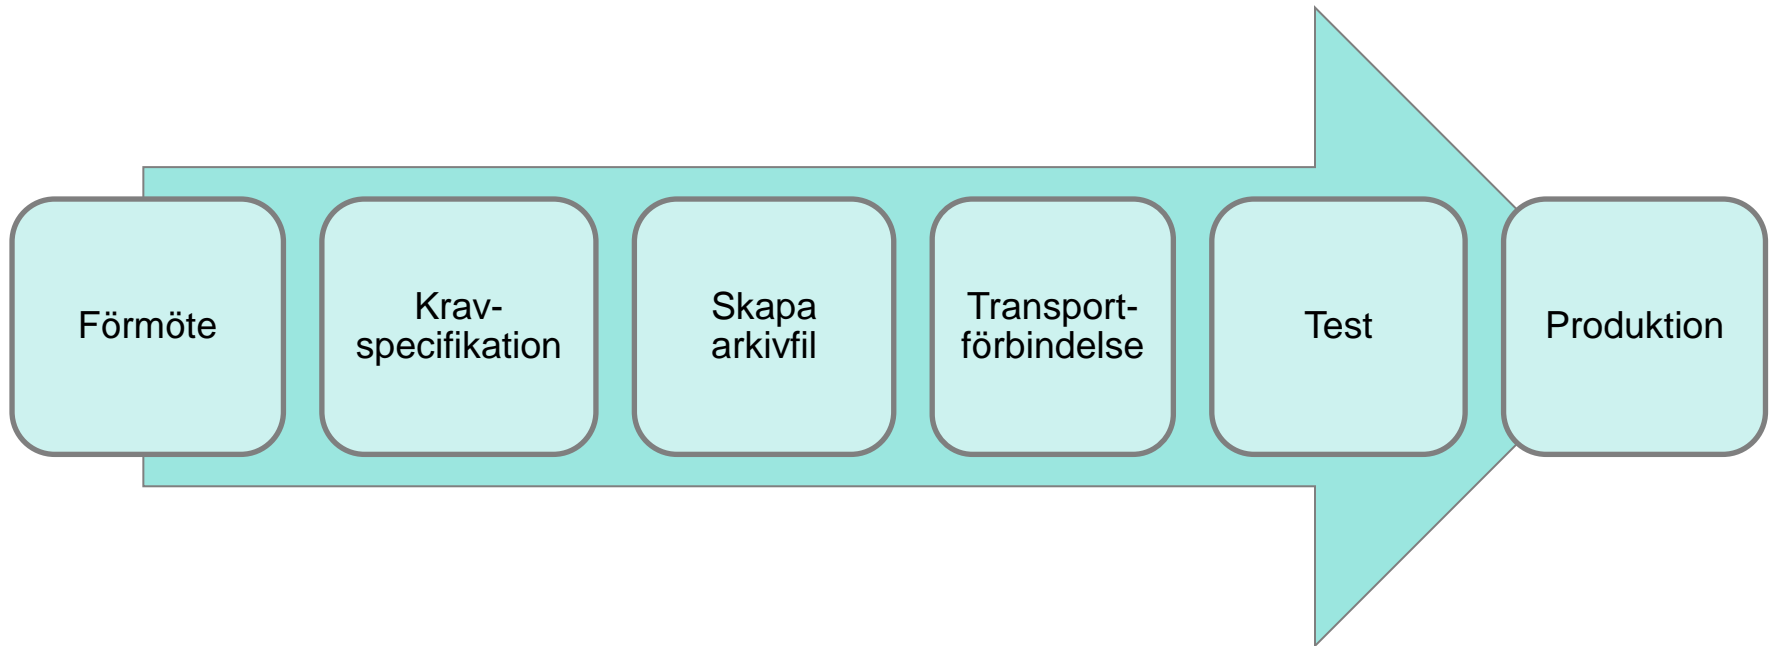 Förmöte
Krav-
specifikation
Skapa
arkivfil
Transport-
förbindelse
Test
Produktion